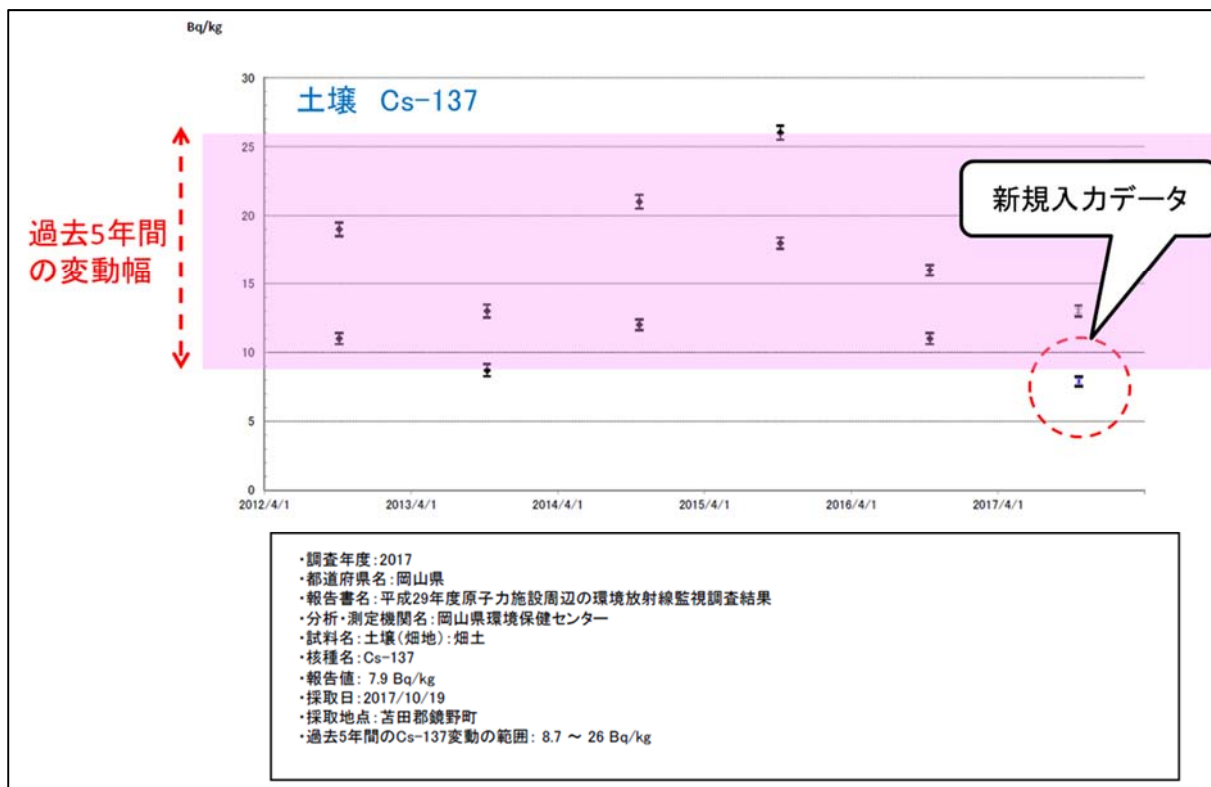 Bq/kg
30
土壌 Cs-137
25
過去5年間
の変動幅
新規入力データ
20
15
10
5
0
2012/4/1 2013/4/1 2014/4/1 2015/4/1 2016/4/1 2017/4/1
・調査年度:2017
・都道府県名:岡山県
・報告書名:平成29年度原子力施設周辺の環境放射線監視調査結果
・分析・測定機関名:岡山県環境保健センター
・試料名:土壌(畑地):畑土
・核種名:Cs-137
・報告値: 7.9 Bq/kg
・採取日:2017/10/19
・採取地点:苫田郡鏡野町
・過去5年間のCs-137変動の範囲: 8.7 ～ 26 Bq/kg